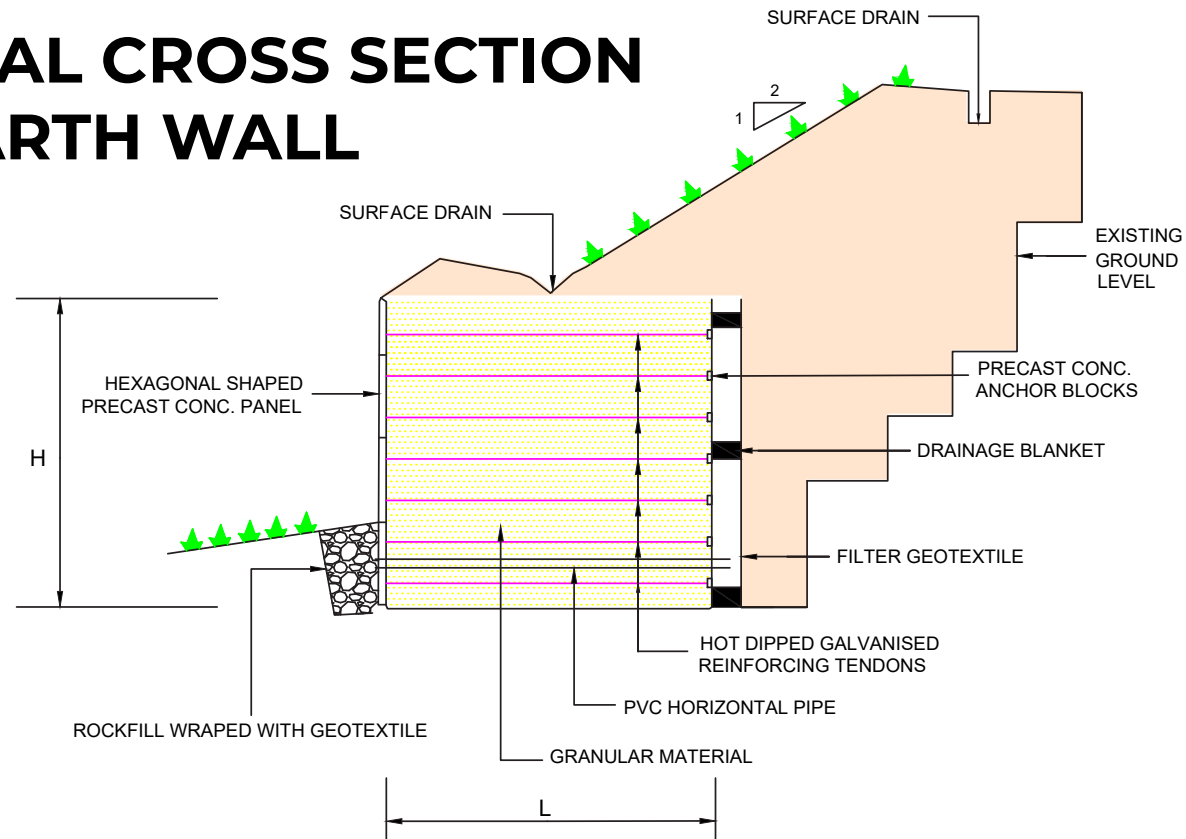 AL CROSS SECTION
ARTH WALL
SURFACE DRAIN
2
1
SURFACE DRAIN
EXISTING
GROUND
LEVEL
HEXAGONAL SHAPED
PRECAST CONC. PANEL
PRECAST CONC.
ANCHOR BLOCKS
H
DRAINAGE BLANKET
FILTER GEOTEXTILE
HOT DIPPED GALVANISED
REINFORCING TENDONS
PVC HORIZONTAL PIPE
ROCKFILL WRAPED WITH GEOTEXTILE
GRANULAR MATERIAL
L